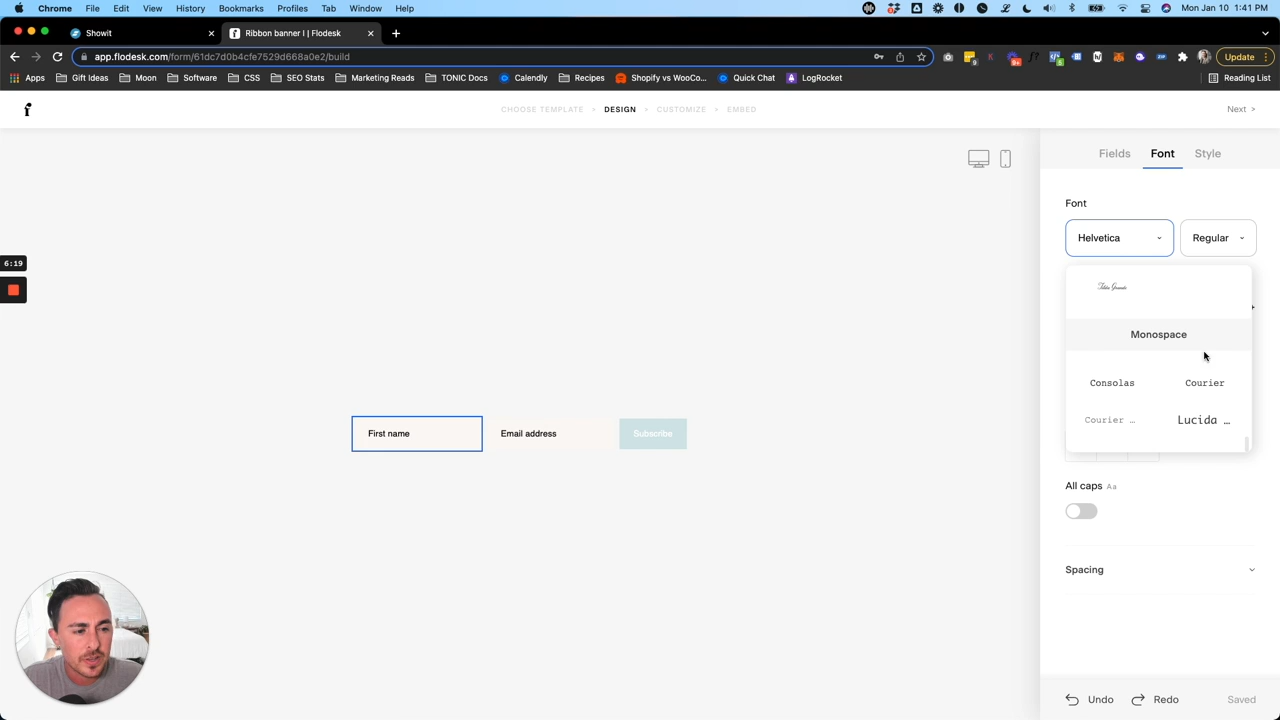 Chrome File Edit View History Bookmarks Profiles Tab Window Help Mon Jan 10 1:41 PM
Showit Ribbon banner I | Flodesk
app.flodesk.com/form/61dc7d0b4cfe7529d668a0e2/build Update
Apps Gift Ideas Moon Software CSS SEO Stats Marketing Reads TONIC Docs Calendly Recipes Shopify vs WooCo... Quick Chat LogRocket Reading List
CHOOSE TEMPLATE > DESIGN > CUSTOMIZE > EMBED Next >
Fields Font Style
Font
Helvetica Regular
6:19
Monospace
Consolas Courier
Courier ... Lucida ...
First name Email address Subscribe
All caps Aa
Spacing
Undo Redo Saved